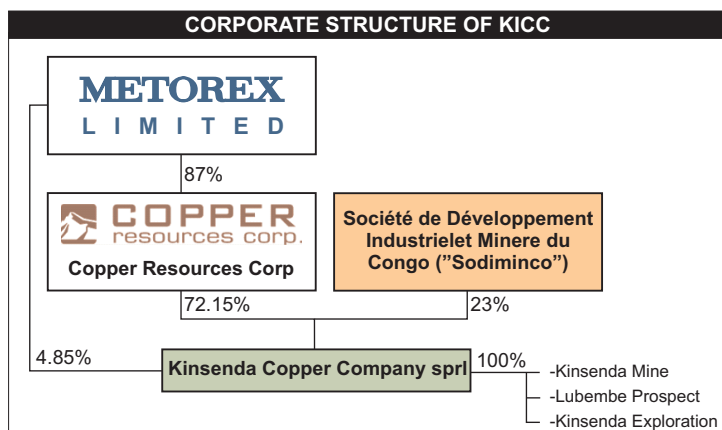 CORPORATE STRUCTURE OF KICC
METOREX
LIMITED
87%
COPPER
resources corp.
Copper Resources Corp
Société de Développement
Industrielet Minere du
Congo (”Sodiminco”)
72.15%
23%
4.85%
Kinsenda Copper Company sprl
100%
-Kinsenda Mine
-Lubembe Prospect
-Kinsenda Exploration